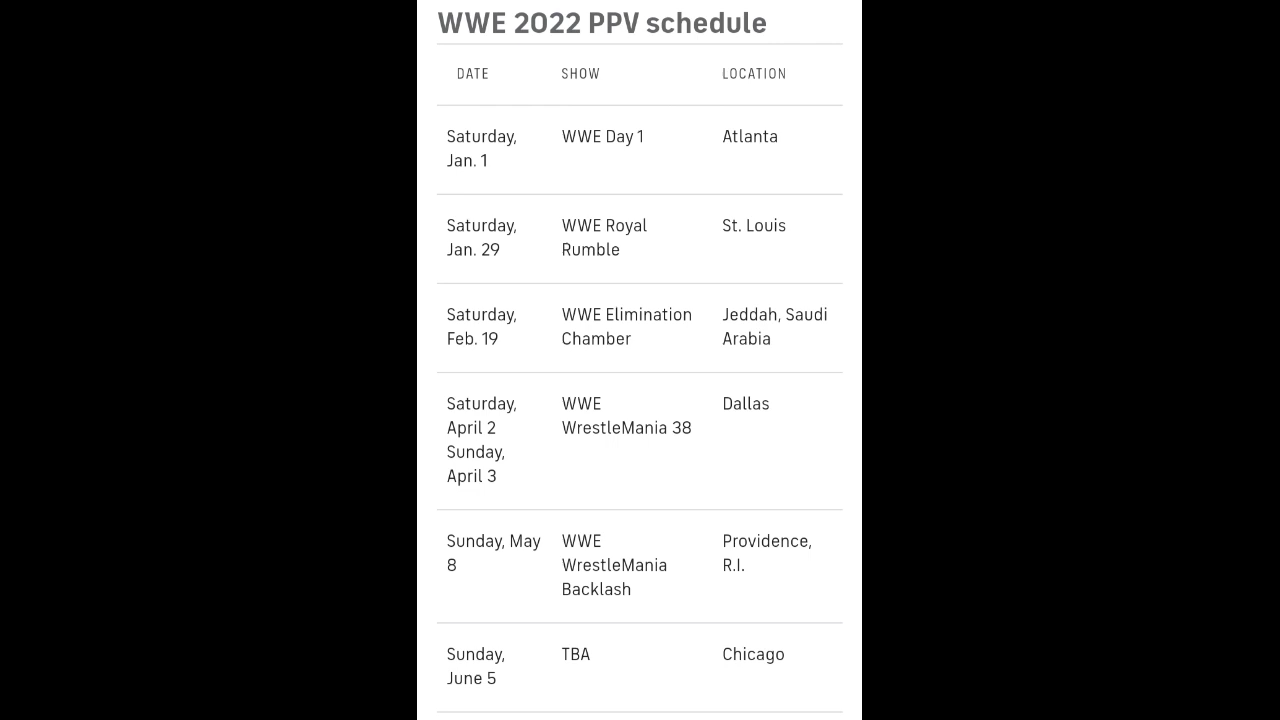 WWE 2022 PPV schedule
DATE SHOW LOCATION
Saturday, WWE Day 1 Atlanta
Jan. 1
Saturday, WWE Royal St. Louis
Jan. 29 Rumble
Saturday, WWE Elimination Jeddah, Saudi
Feb. 19 Chamber Arabia
Saturday, WWE Dallas
April 2 WrestleMania 38
Sunday,
April 3
Sunday, May WWE Providence,
8 WrestleMania R.I.
Backlash
Sunday, TBA Chicago
June 5